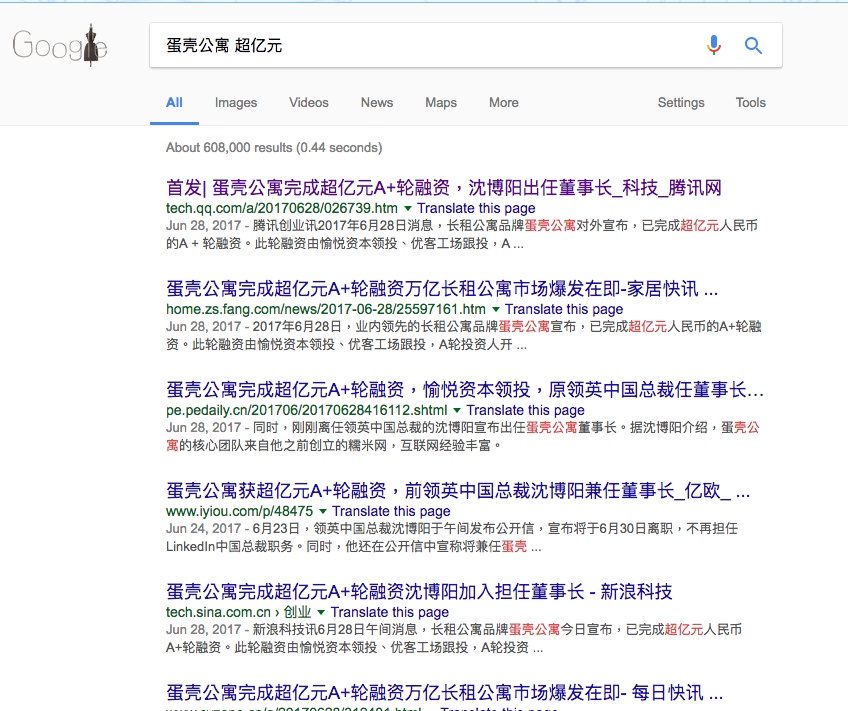 Google
蛋壳公寓 超亿元
All Images Videos News Maps More Settings Tools
About 608,000 results (0.44 seconds)
首发| 蛋壳公寓完成超亿元A+轮融资，沈博阳出任董事长_科技_腾讯网
tech.qq.com/a/20170628/026739.htm ▼ Translate this page
Jun 28, 2017 - 腾讯创业讯2017年6月28日消息，长租公寓品牌蛋壳公寓对外宣布，已完成超亿元人民币
的A + 轮融资。此轮融资由愉悦资本领投、优客工场跟投，A ...
蛋壳公寓完成超亿元A+轮融资万亿长租公寓市场爆发在即-家居快讯 ...
home.zs.fang.com/news/2017-06-28/25597161.htm ▼ Translate this page
Jun 28, 2017 - 2017年6月28日，业内领先的长租公寓品牌蛋壳公寓宣布，已完成超亿元人民币的A+轮融
资。此轮融资由愉悦资本领投、优客工场跟投，A轮投资人开 ...
蛋壳公寓完成超亿元A+轮融资，愉悦资本领投，原领英中国总裁任董事长...
pe.pedaily.cn/201706/20170628416112.shtml ▼ Translate this page
Jun 28, 2017 - 同时，刚刚离任领英中国总裁的沈博阳宣布出任蛋壳公寓董事长。据沈博阳介绍，蛋壳公
寓的核心团队来自他之前创立的糯米网，互联网经验丰富。
蛋壳公寓获超亿元A+轮融资，前领英中国总裁沈博阳兼任董事长_亿欧_ ...
www.iyiou.com/p/48475 ▼ Translate this page
Jun 24, 2017 - 6月23日，领英中国总裁沈博阳于午间发布公开信，宣布将于6月30日离职，不再担任
LinkedIn中国总裁职务。同时，他还在公开信中宣称将兼任蛋壳 ...
蛋壳公寓完成超亿元A+轮融资沈博阳加入担任董事长 - 新浪科技
tech.sina.com.cn › 创业 ▼ Translate this page
Jun 28, 2017 - 新浪科技讯6月28日午间消息，长租公寓品牌蛋壳公寓今日宣布，已完成超亿元人民币
A+轮融资。此轮融资由愉悦资本领投、优客工场跟投，A轮投资 ...
蛋壳公寓完成超亿元A+轮融资万亿长租公寓市场爆发在即- 每日快讯 ...